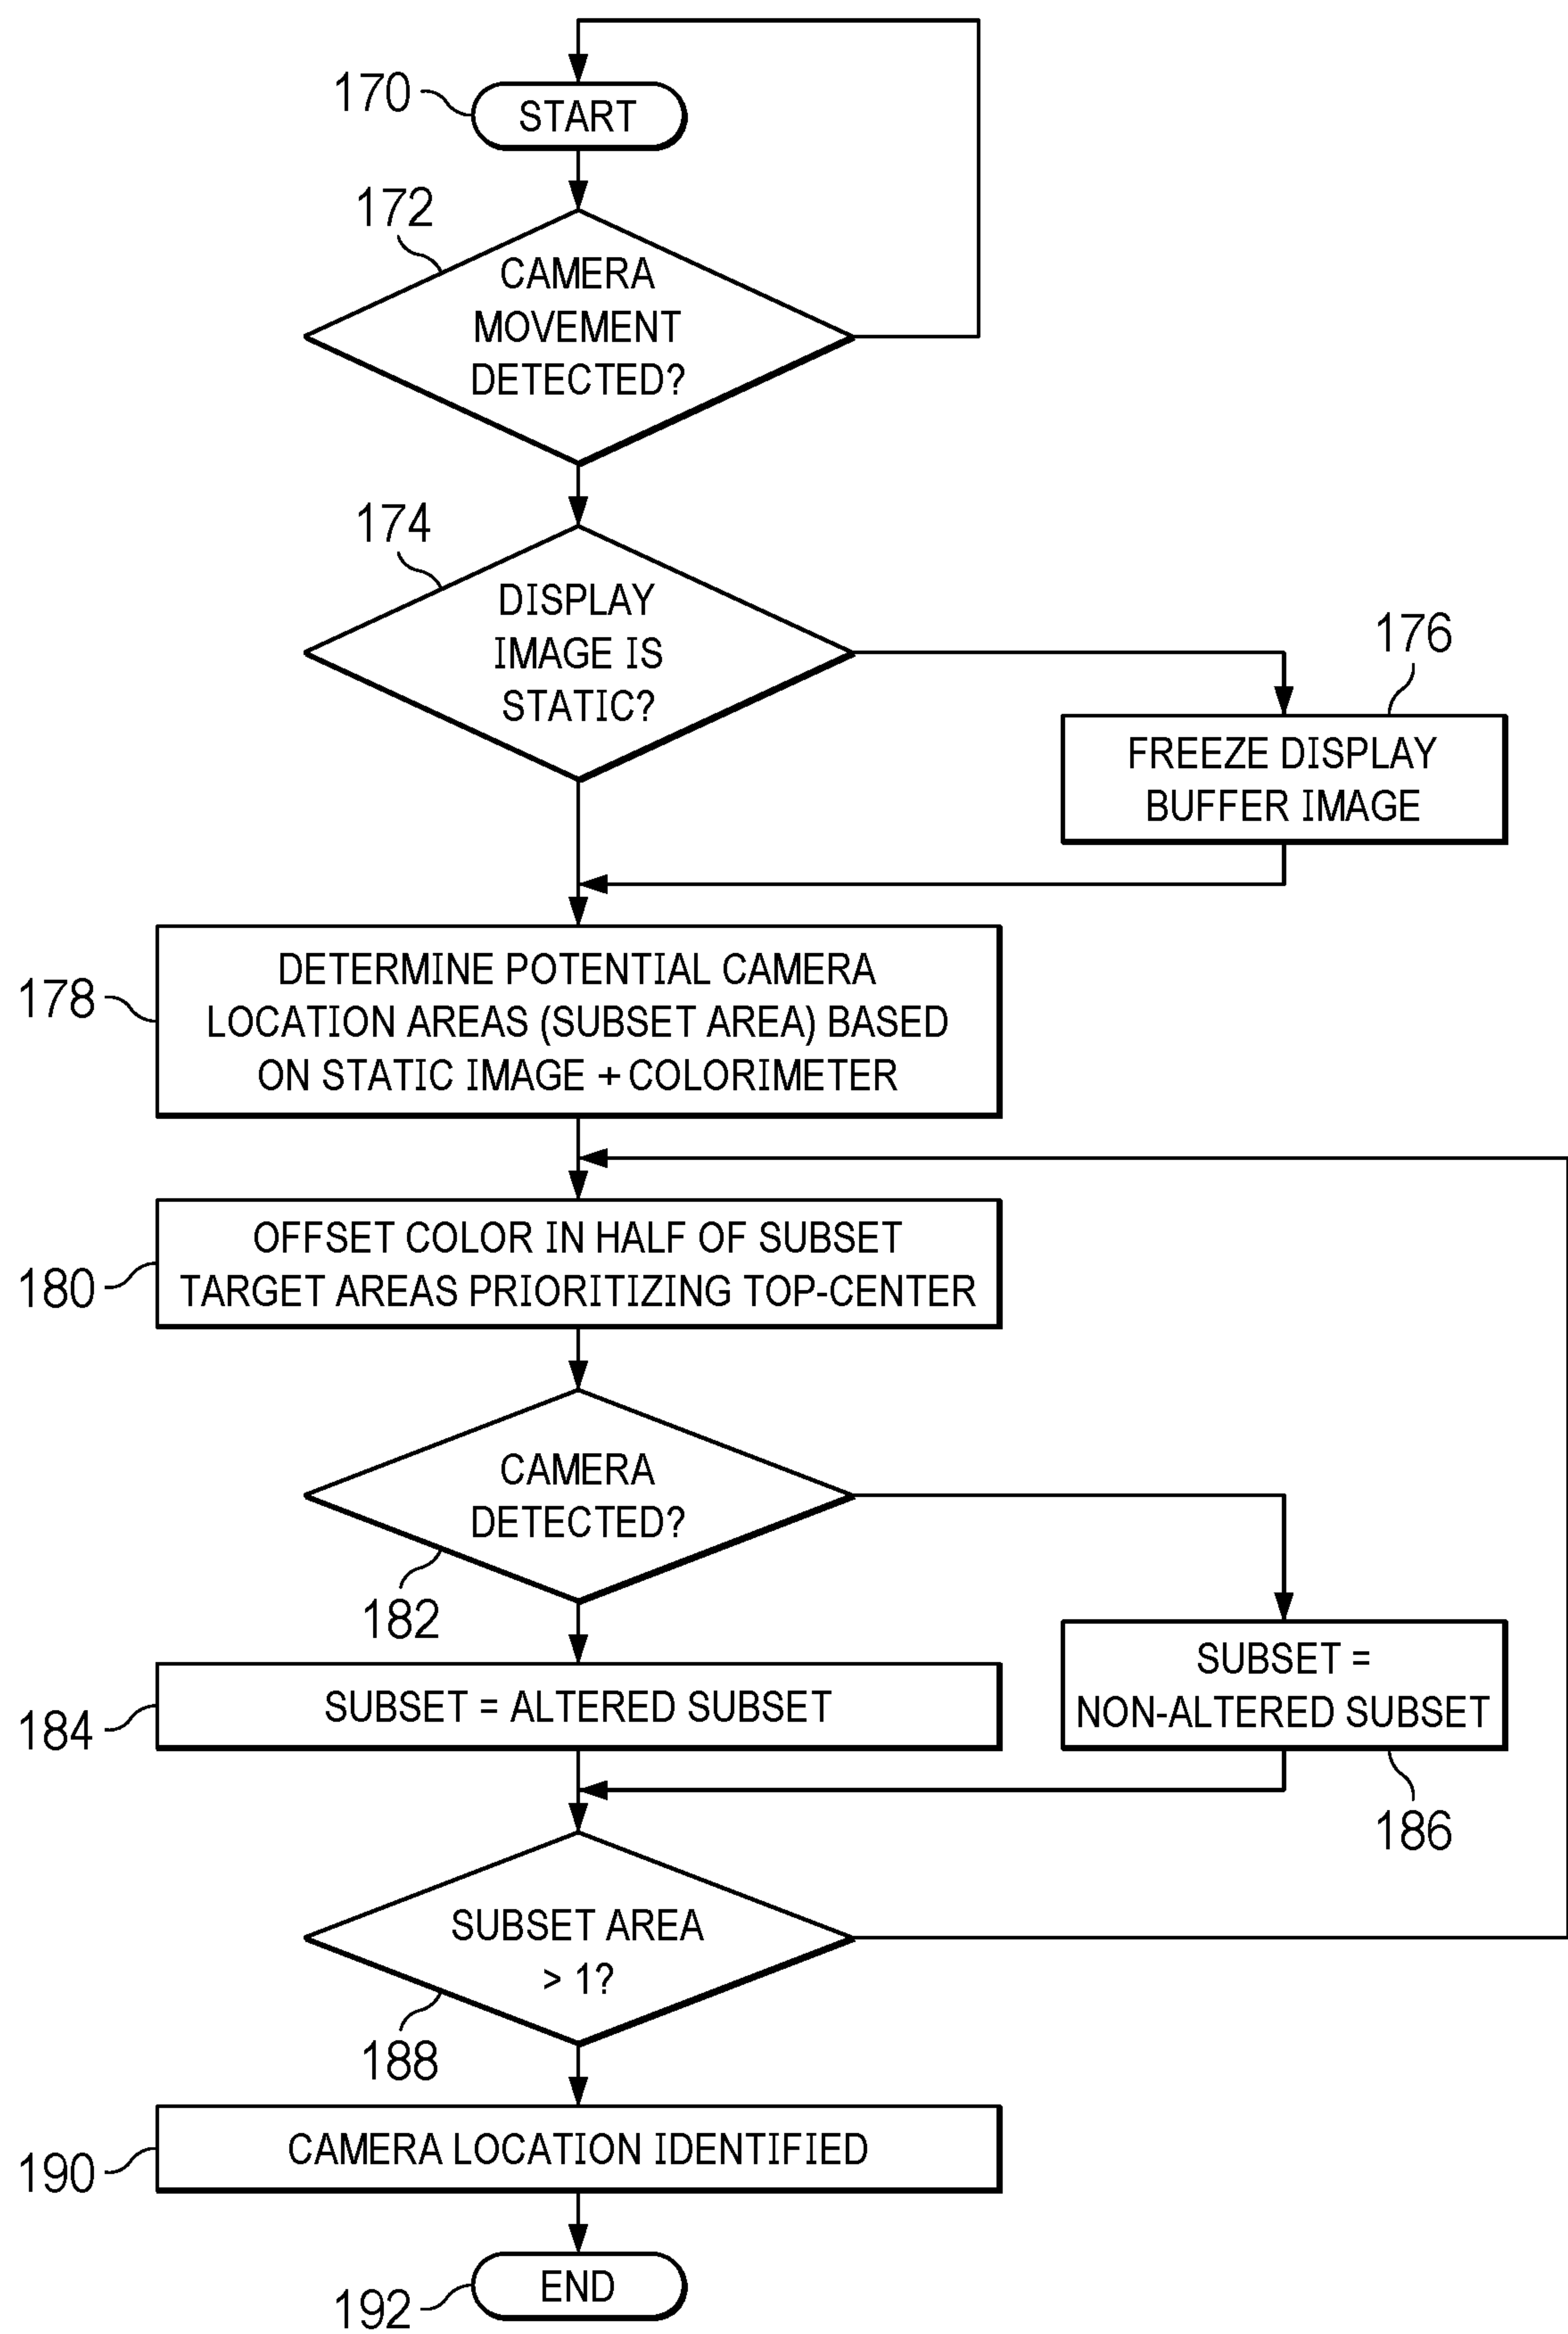 170
START
172
CAMERA
MOVEMENT
DETECTED?
174
DISPLAY
IMAGE IS
STATIC?
176
FREEZE DISPLAY
BUFFER IMAGE
178
DETERMINE POTENTIAL CAMERA
LOCATION AREAS (SUBSET AREA) BASED
ON STATIC IMAGE + COLORIMETER
180
OFFSET COLOR IN HALF OF SUBSET
TARGET AREAS PRIORITIZING TOP-CENTER
CAMERA
DETECTED?
182
184
SUBSET = ALTERED SUBSET
SUBSET =
NON-ALTERED SUBSET
186
SUBSET AREA
> 1?
188
190
CAMERA LOCATION IDENTIFIED
192
END